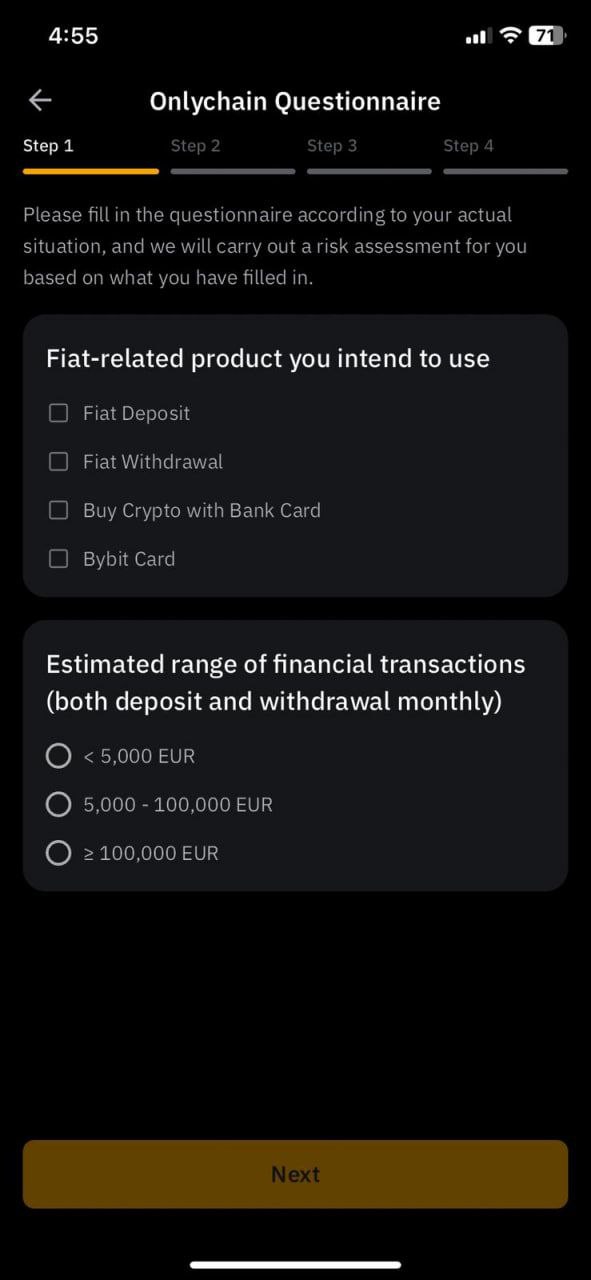 4:55
71
Onlychain Questionnaire
Step 1
Step 2
Step 3
Step 4
Please fill in the questionnaire according to your actual
situation, and we will carry out a risk assessment for you
based on what you have filled in.
Fiat-related product you intend to use
Fiat Deposit
Fiat Withdrawal
Buy Crypto with Bank Card
Bybit Card
Estimated range of financial transactions
(both deposit and withdrawal monthly)
< 5,000 EUR
5,000 - 100,000 EUR
≥ 100,000 EUR
Next